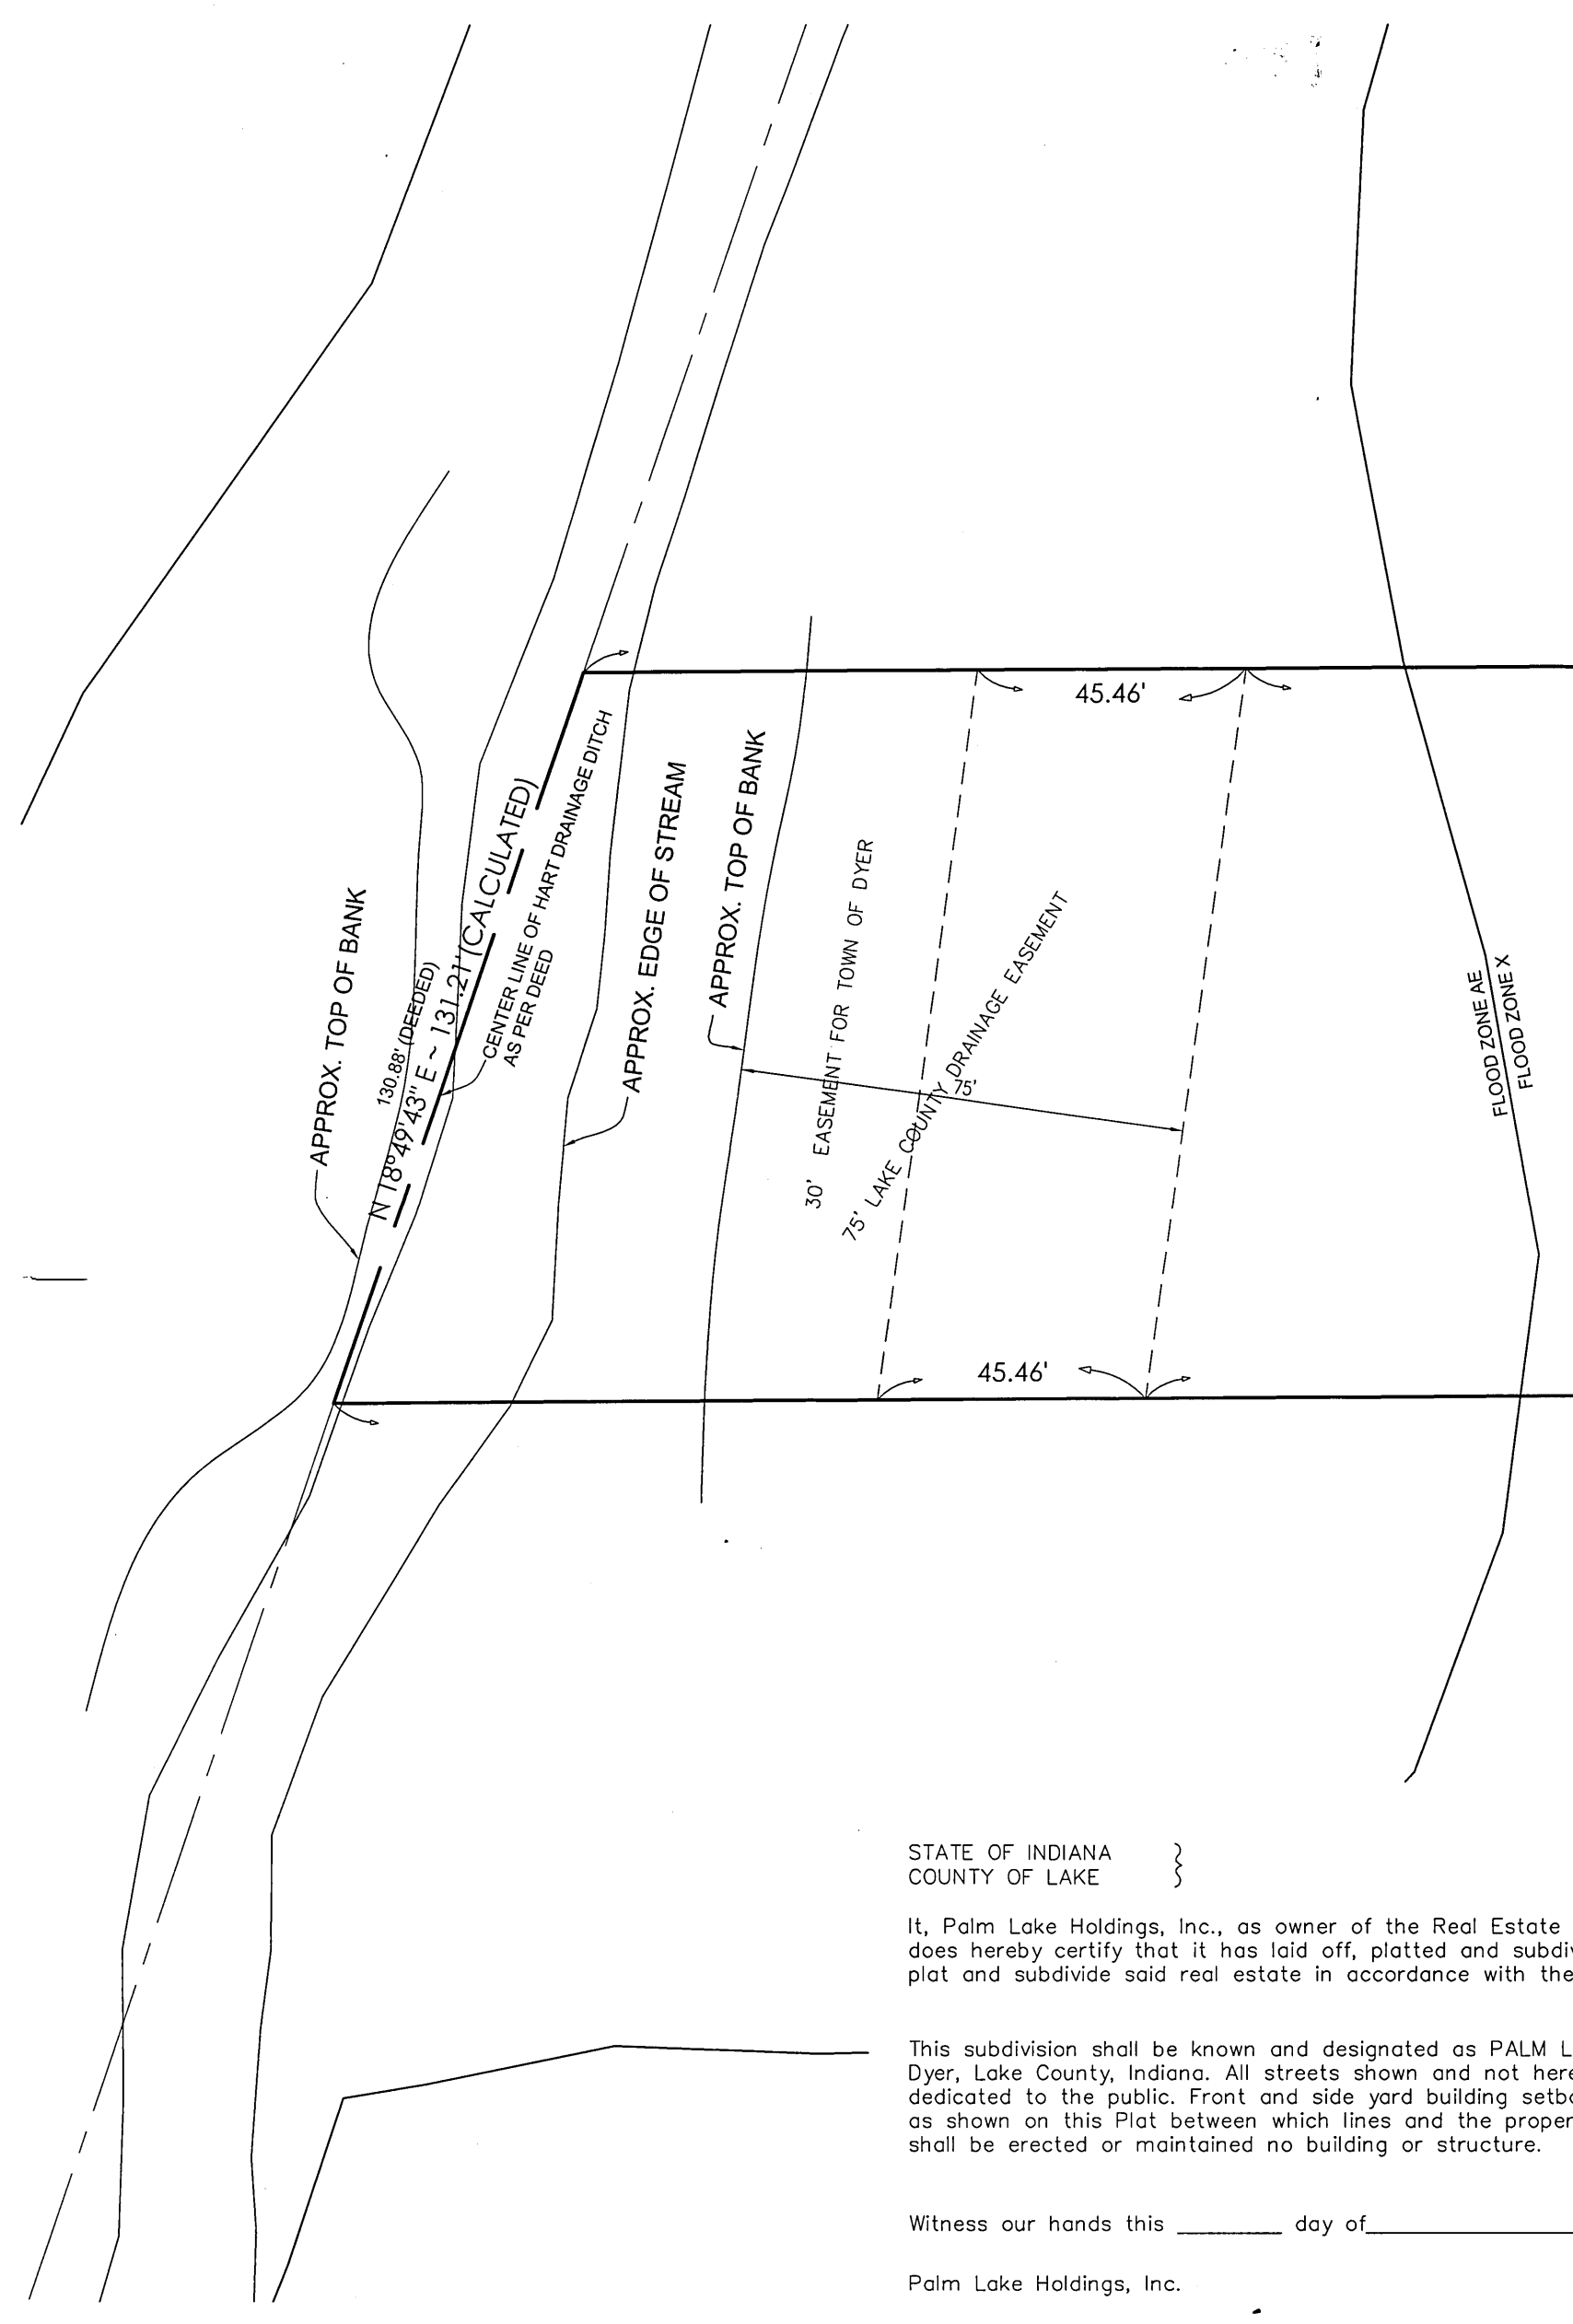 45.46'
APPROX. TOP OF BANK
130.88' (DEEDED)
N 18°49'43" E ~ 131.21' (CALCULATED)
CENTER LINE OF HART DRAINAGE DITCH
AS PER DEED
APPROX. EDGE OF STREAM
APPROX. TOP OF BANK
30' EASEMENT FOR TOWN OF DYER
75' LAKE COUNTY DRAINAGE EASEMENT
75'
FLOOD ZONE AE
FLOOD ZONE X
45.46'
STATE OF INDIANA
COUNTY OF LAKE
It, Palm Lake Holdings, Inc., as owner of the Real Estate
does hereby certify that it has laid off, platted and subdiv
plat and subdivide said real estate in accordance with the
This subdivision shall be known and designated as PALM L
Dyer, Lake County, Indiana. All streets shown and not here
dedicated to the public. Front and side yard building setba
as shown on this Plat between which lines and the proper
shall be erected or maintained no building or structure.
Witness our hands this ________ day of________________
Palm Lake Holdings, Inc.